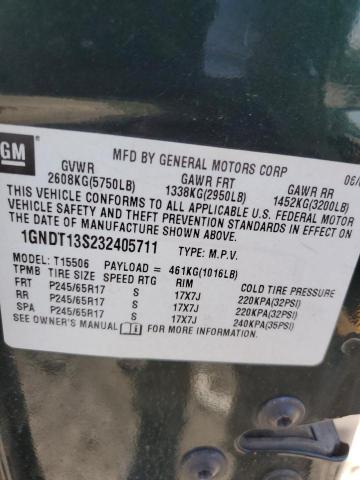 GM
MFD BY GENERAL MOTORS CORP
GVWR GAWR FRT GAWR RR
2608KG(5750LB) 1338KG(2950LB) 1452KG(3200LB)
THIS VEHICLE CONFORMS TO ALL APPLICABLE U.S. FEDERAL MOTOR
VEHICLE SAFETY AND THEFT PREVENTION STANDARDS IN EFFECT ON
THE DATE OF MANUFACTURE SHOWN ABOVE.
1GNDT13S232405711 TYPE: M.P.V.
MODEL: T15506 PAYLOAD = 461KG(1016LB)
TPMB TIRE SIZE SPEED RTG RIM COLD TIRE PRESSURE
FRT P245/65R17 S 17X7J 220KPA(32PSI)
RR P245/65R17 S 17X7J 220KPA(32PSI)
SPA P245/65R17 S 17X7J 240KPA(35PSI)
SEE OWNER'S MANUAL FOR MORE INFORMATION.